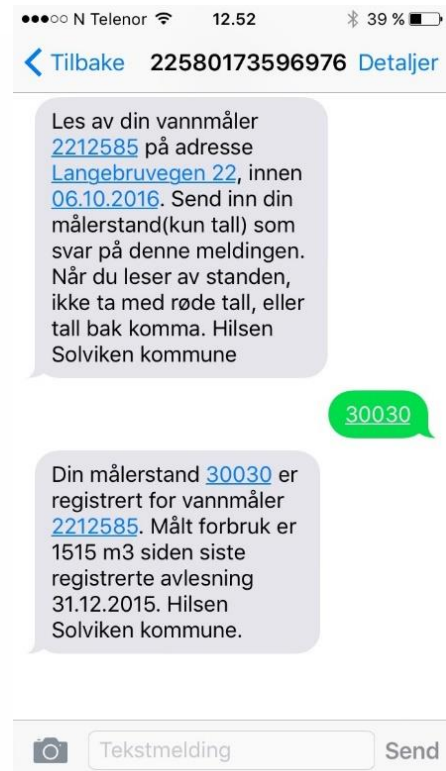 N Telenor 12.52 39 %
Tilbake 22580173596976 Detaljer
Les av din vannmåler
2212585 på adresse
Langebruvegen 22, innen
06.10.2016. Send inn din
målerstand(kun tall) som
svar på denne meldingen.
Når du leser av standen,
ikke ta med røde tall, eller
tall bak komma. Hilsen
Solviken kommune
30030
Din målerstand 30030 er
registrert for vannmåler
2212585. Målt forbruk er
1515 m3 siden siste
registrerte avlesning
31.12.2015. Hilsen
Solviken kommune.
Tekstmelding Send